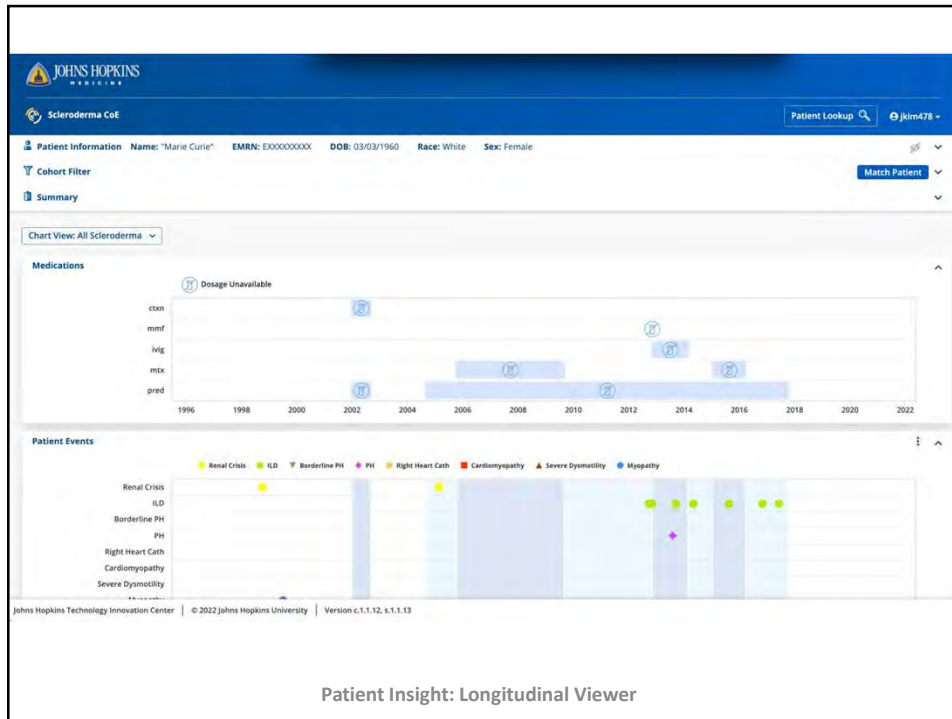 JOHNS HOPKINS
MEDICINE
Scleroderma CoE
Patient Lookup
jkim478
Patient Information Name: "Marie Curie" EMRN: EXXXXXXXXX DOB: 03/03/1960 Race: White Sex: Female
Cohort Filter
Match Patient
Summary
Chart View: All Scleroderma
Medications
Dosage Unavailable
ctxn
mmf
ivig
mtx
pred
1996 1998 2000 2002 2004 2006 2008 2010 2012 2014 2016 2018 2020 2022
Patient Events
Renal Crisis ILD Borderline PH PH Right Heart Cath Cardiomyopathy Severe Dysmotility Myopathy
Renal Crisis
ILD
Borderline PH
PH
Right Heart Cath
Cardiomyopathy
Severe Dysmotility
Johns Hopkins Technology Innovation Center | © 2022 Johns Hopkins University | Version c.1.1.12, s.1.1.13
Patient Insight: Longitudinal Viewer